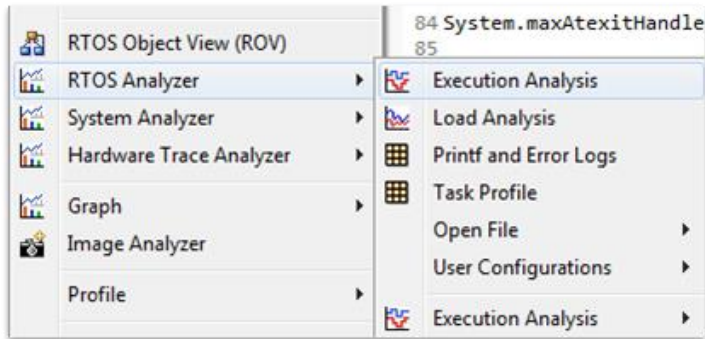 84 System.maxAtexitHandle
85
RTOS Object View (ROV)
RTOS Analyzer
System Analyzer
Hardware Trace Analyzer
Graph
Image Analyzer
Profile
Execution Analysis
Load Analysis
Printf and Error Logs
Task Profile
Open File
User Configurations
Execution Analysis